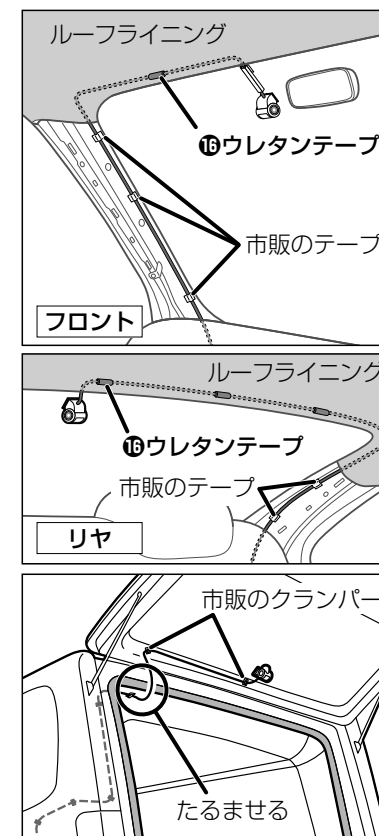 ルーフライニング
⓰ウレタンテープ
市販のテープ
フロント
ルーフライニング
⓰ウレタンテープ
市販のテープ
リヤ
市販のクランパー
たるませる